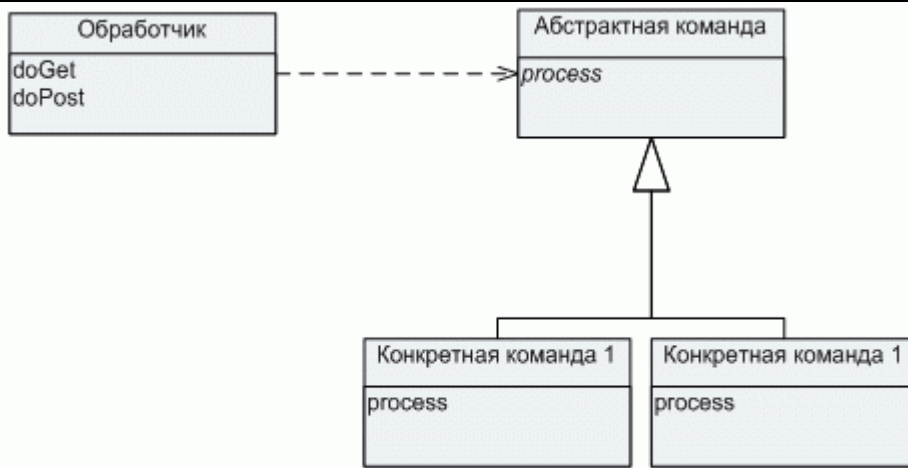 Обработчик
doGet
doPost
Абстрактная команда
process
Конкретная команда 1
process
Конкретная команда 1
process